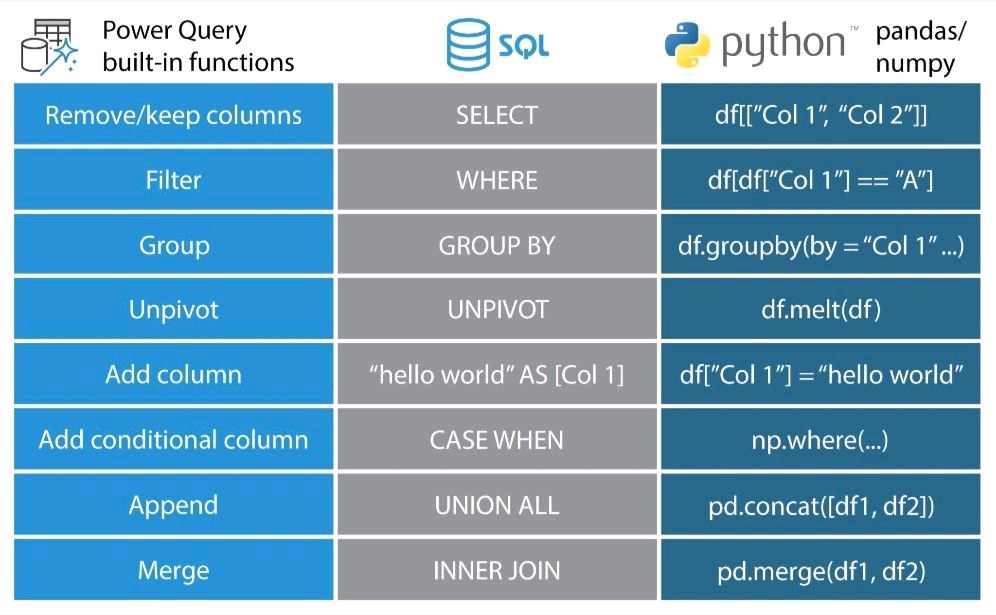 Power Query
built-in functions
SQL
python™
pandas/
numpy
Remove/keep columns
SELECT
df[["Col 1", “Col 2”]]
Filter
WHERE
df[df["Col 1”] == ”A”]
Group
GROUP BY
df.groupby(by = “Col 1” ...)
Unpivot
UNPIVOT
df.melt(df)
Add column
“hello world” AS [Col 1]
df["Col 1”] = “hello world”
Add conditional column
CASE WHEN
np.where(...)
Append
UNION ALL
pd.concat([df1, df2])
Merge
INNER JOIN
pd.merge(df1, df2)